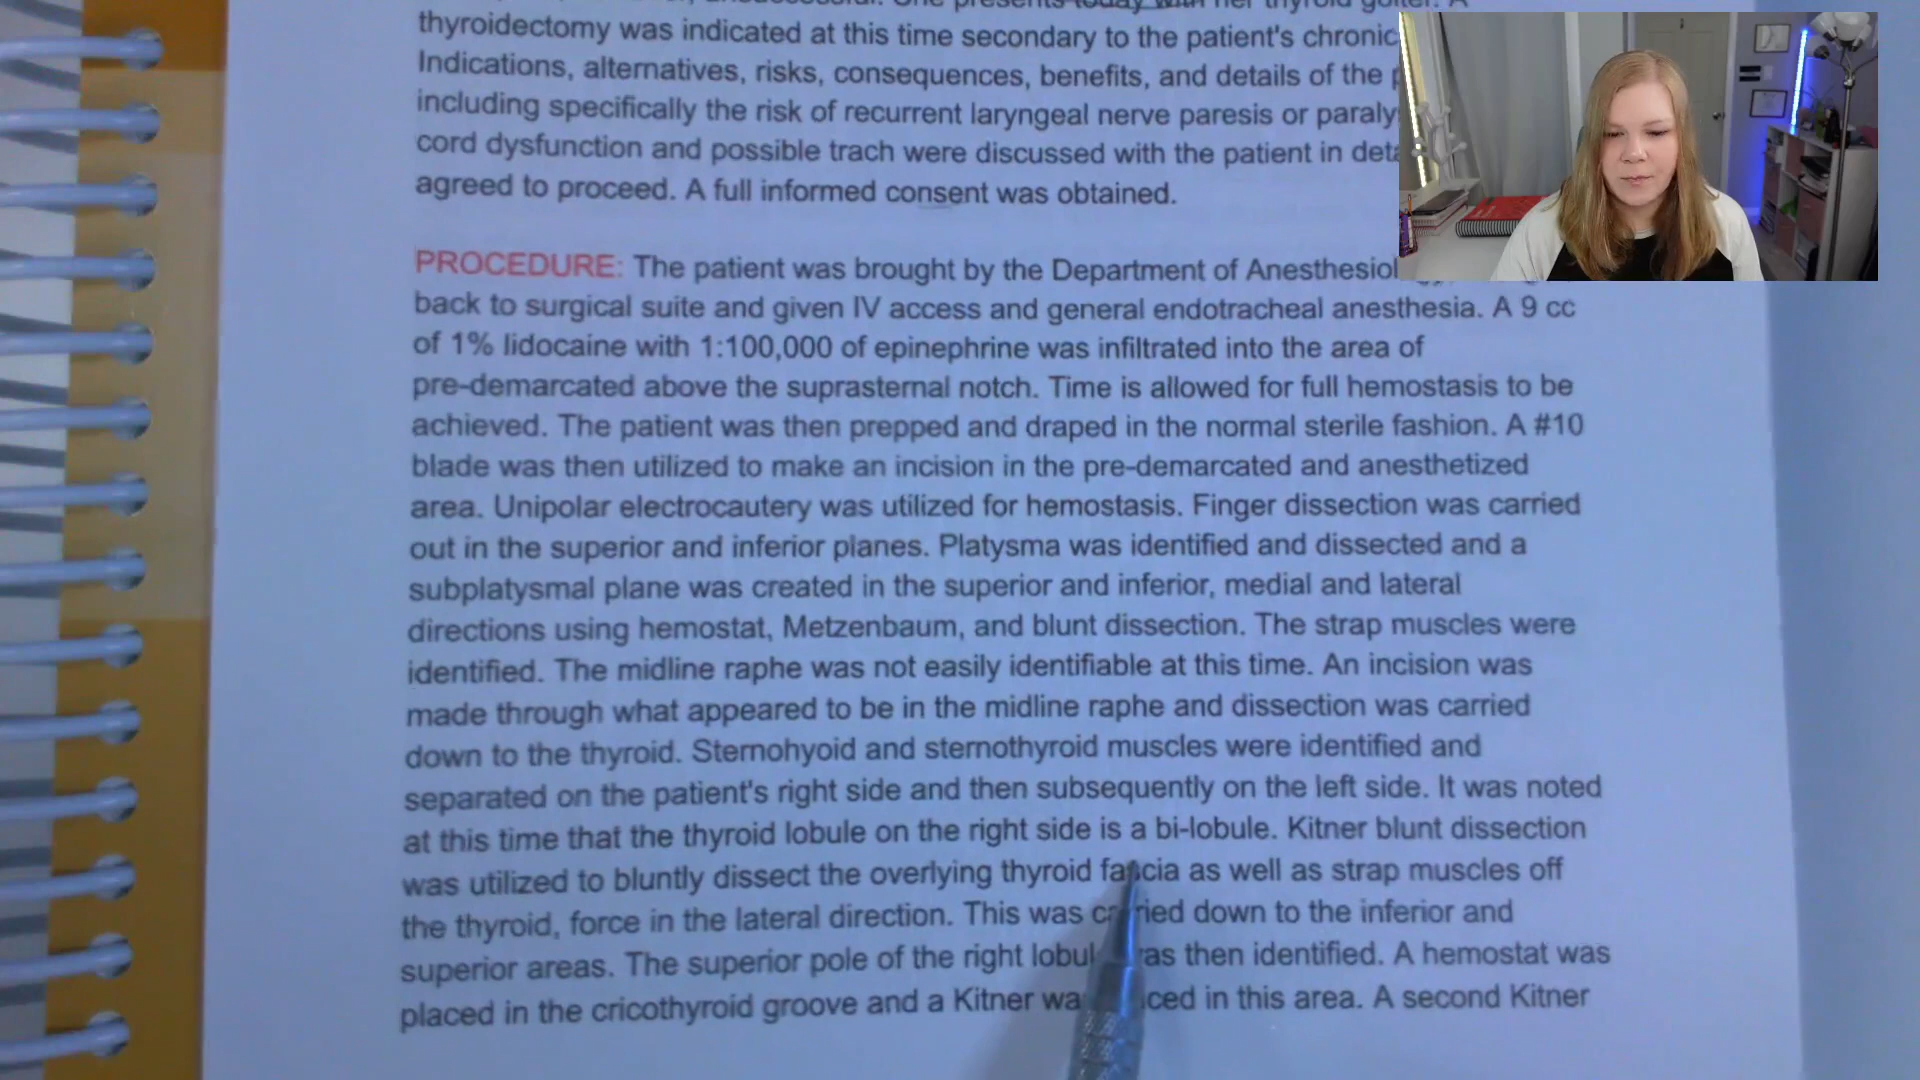 presents today with her thyroid goiter. A
thyroidectomy was indicated at this time secondary to the patient's chronic
Indications, alternatives, risks, consequences, benefits, and details of the
including specifically the risk of recurrent laryngeal nerve paresis or paraly
cord dysfunction and possible trach were discussed with the patient in deta
agreed to proceed. A full informed consent was obtained.
PROCEDURE: The patient was brought by the Department of Anesthesiol
back to surgical suite and given IV access and general endotracheal anesthesia. A 9 cc
of 1% lidocaine with 1:100,000 of epinephrine was infiltrated into the area of
pre-demarcated above the suprasternal notch. Time is allowed for full hemostasis to be
achieved. The patient was then prepped and draped in the normal sterile fashion. A #10
blade was then utilized to make an incision in the pre-demarcated and anesthetized
area. Unipolar electrocautery was utilized for hemostasis. Finger dissection was carried
out in the superior and inferior planes. Platysma was identified and dissected and a
subplatysmal plane was created in the superior and inferior, medial and lateral
directions using hemostat, Metzenbaum, and blunt dissection. The strap muscles were
identified. The midline raphe was not easily identifiable at this time. An incision was
made through what appeared to be in the midline raphe and dissection was carried
down to the thyroid. Sternohyoid and sternothyroid muscles were identified and
separated on the patient's right side and then subsequently on the left side. It was noted
at this time that the thyroid lobule on the right side is a bi-lobule. Kitner blunt dissection
was utilized to bluntly dissect the overlying thyroid fascia as well as strap muscles off
the thyroid, force in the lateral direction. This was carried down to the inferior and
superior areas. The superior pole of the right lobule was then identified. A hemostat was
placed in the cricothyroid groove and a Kitner was placed in this area. A second Kitner